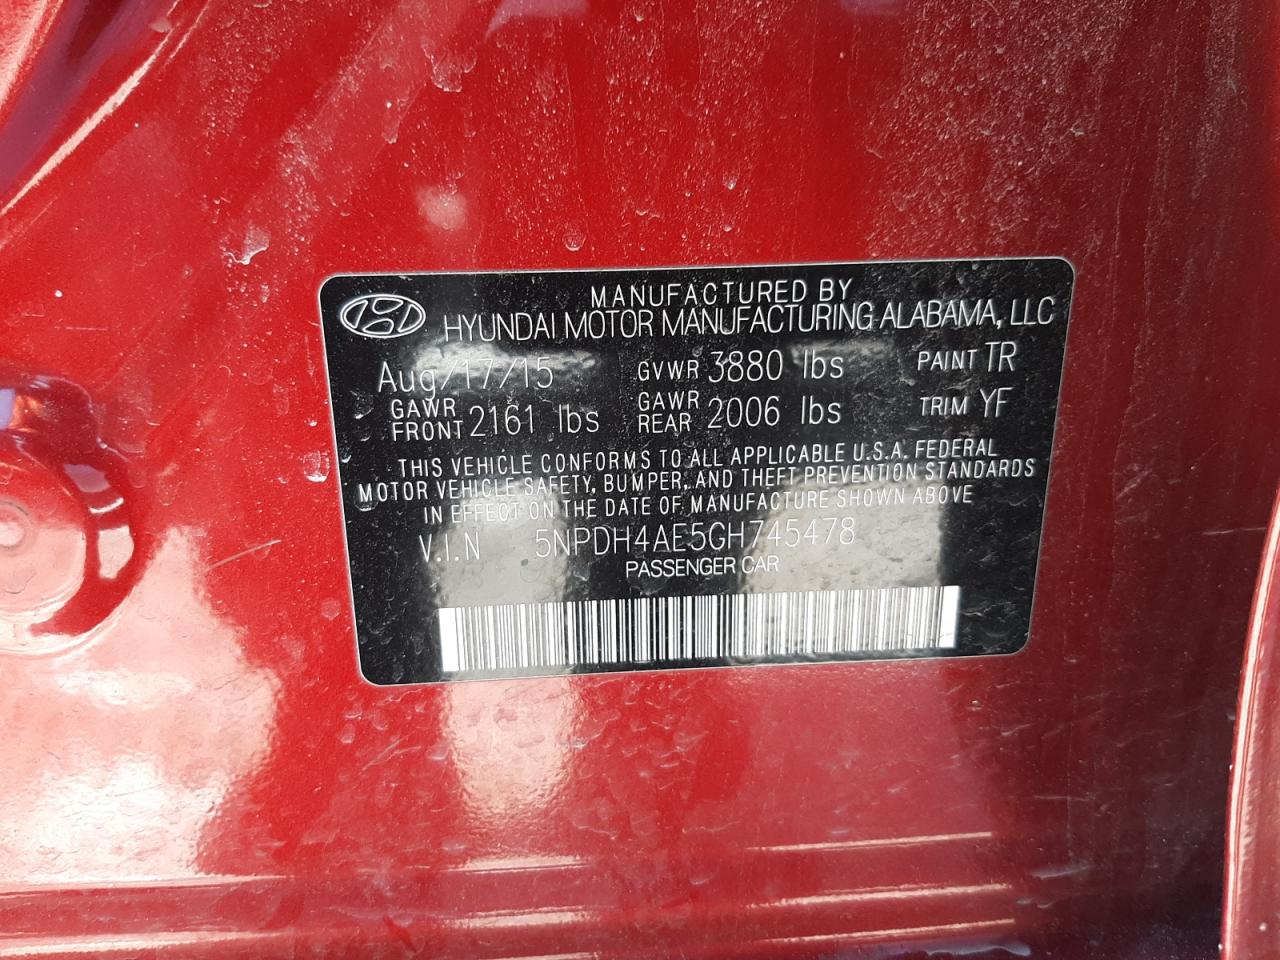 MANUFACTURED BY
HYUNDAI MOTOR MANUFACTURING ALABAMA, LLC
Aug/17/15 GVWR 3880 lbs PAINT TR
GAWR FRONT 2161 lbs GAWR REAR 2006 lbs TRIM YF
THIS VEHICLE CONFORMS TO ALL APPLICABLE U.S.A. FEDERAL
MOTOR VEHICLE SAFETY, BUMPER, AND THEFT PREVENTION STANDARDS
IN EFFECT ON THE DATE OF MANUFACTURE SHOWN ABOVE
V.I.N 5NPDH4AE5GH745478
PASSENGER CAR